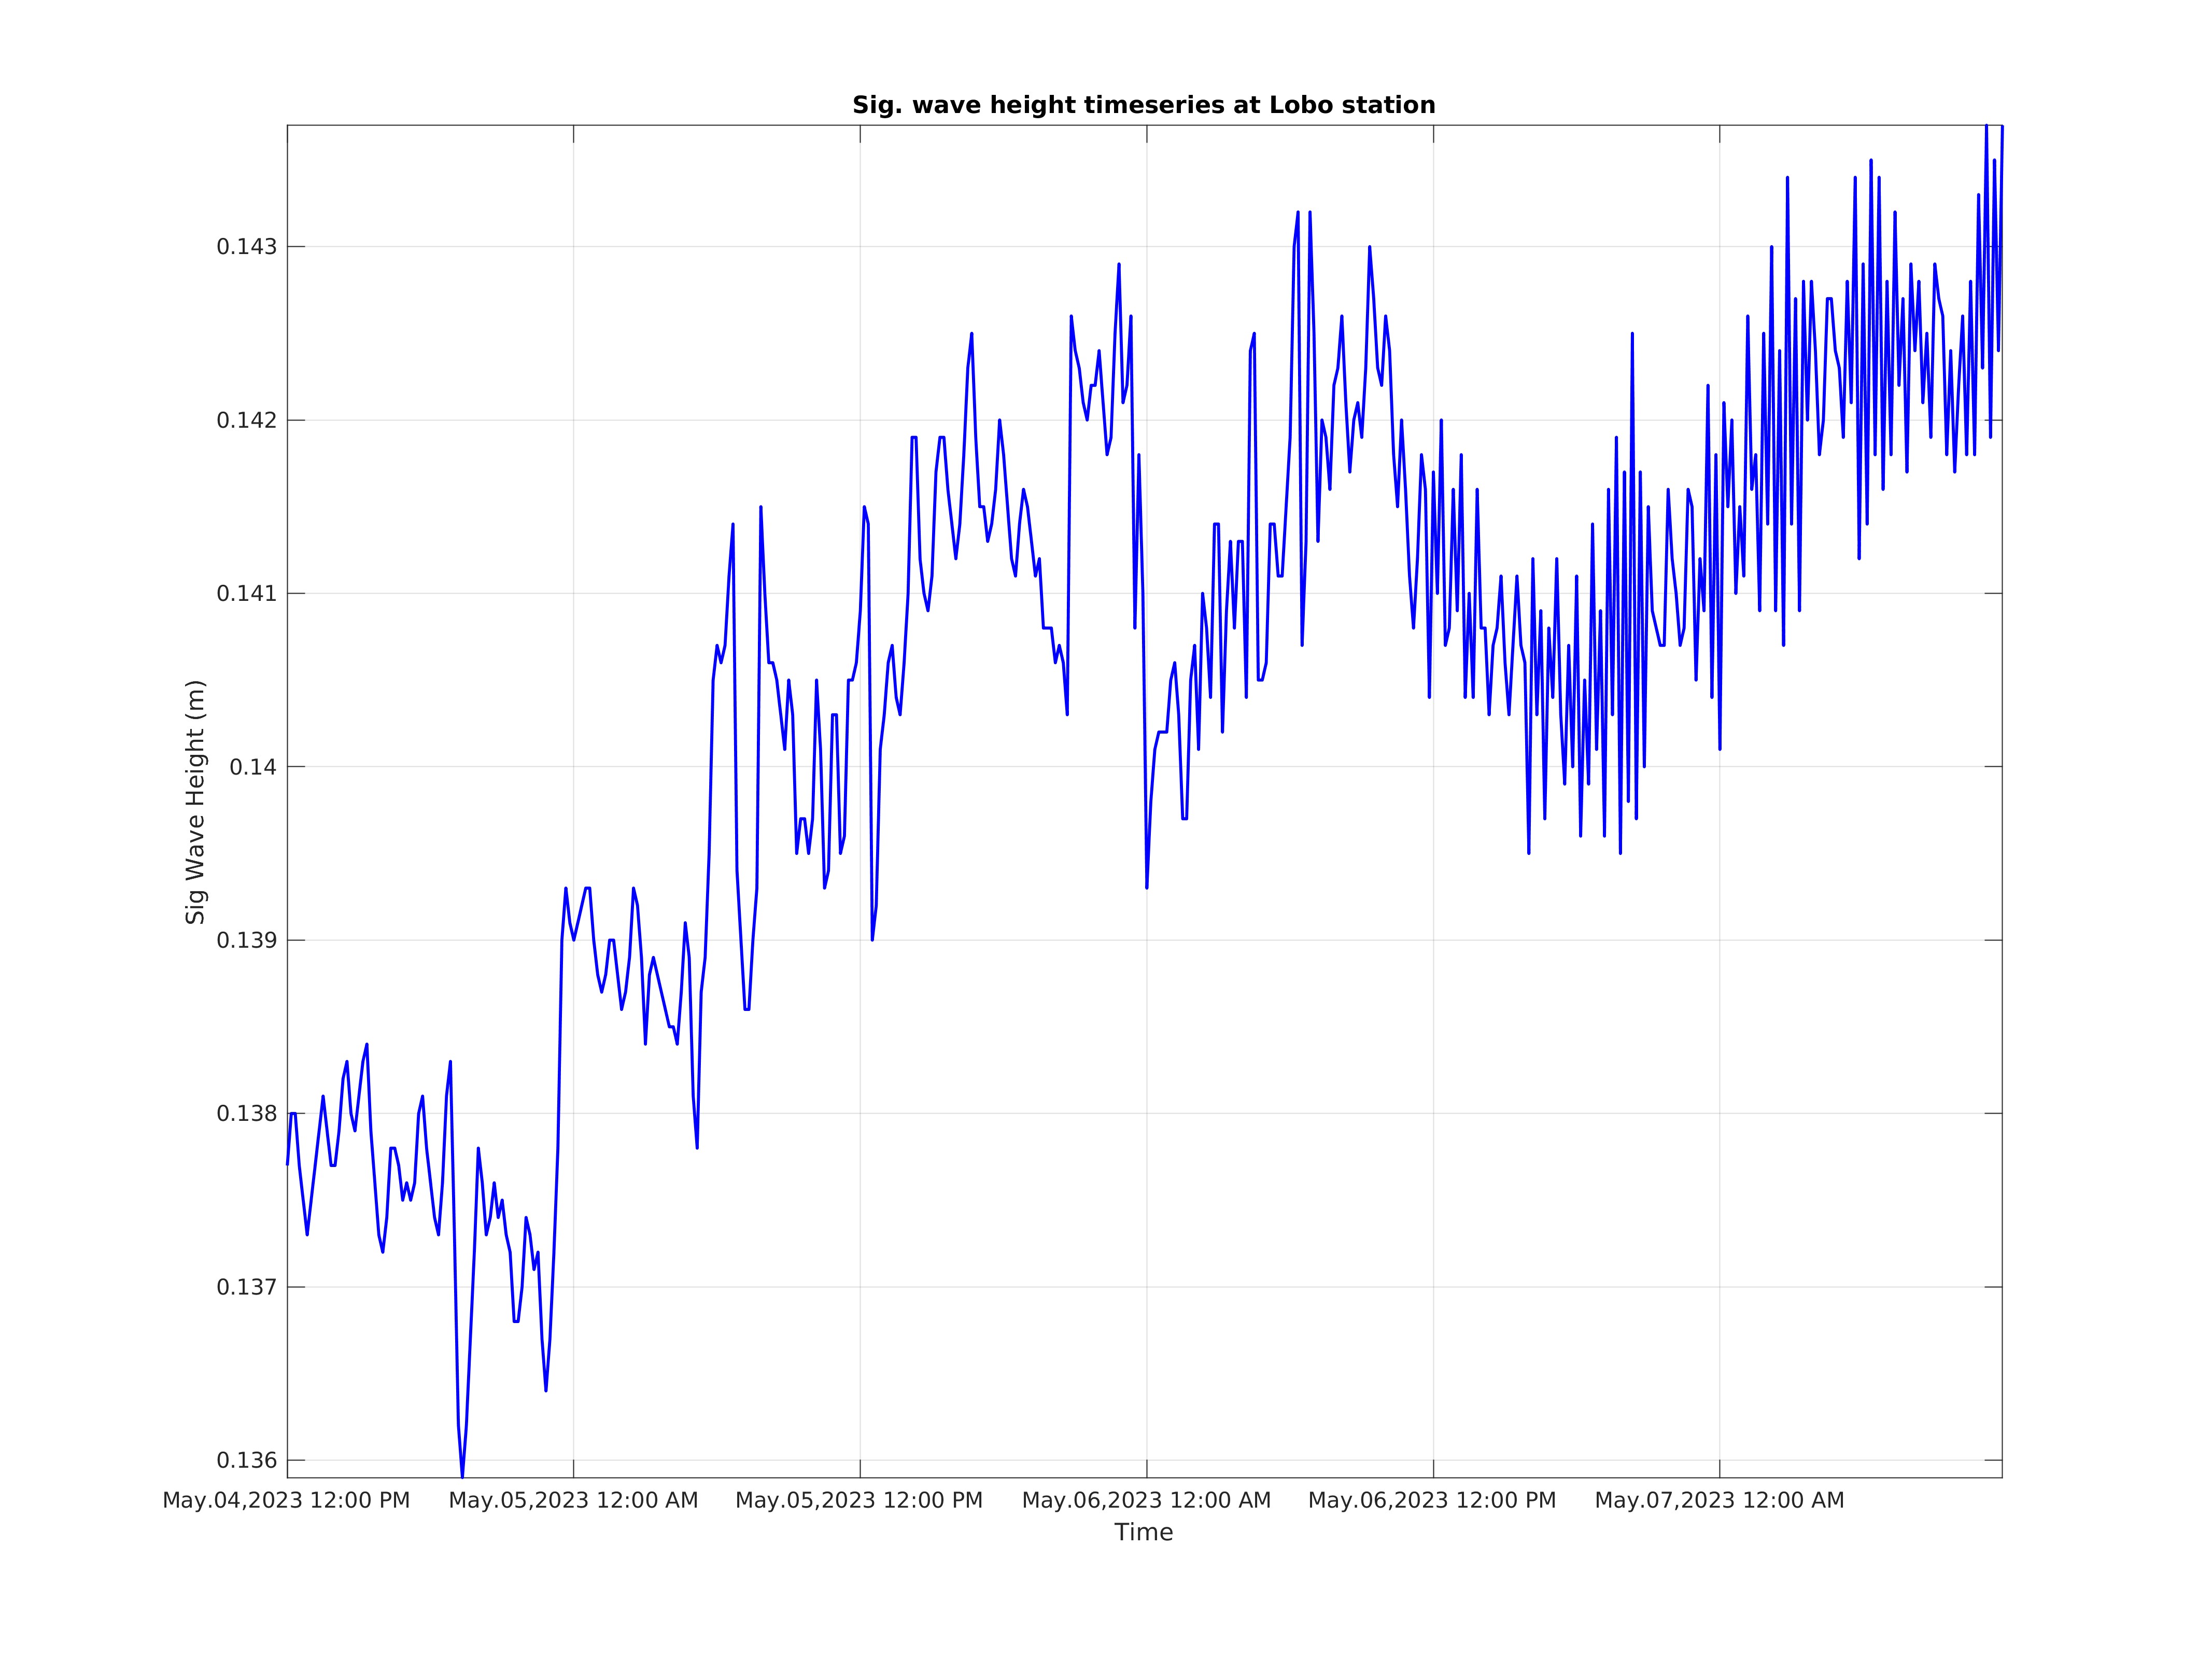 Sig. wave height timeseries at Lobo station
Sig Wave Height (m)
0.143
0.142
0.141
0.14
0.139
0.138
0.137
0.136
May.04,2023 12:00 PM May.05,2023 12:00 AM May.05,2023 12:00 PM May.06,2023 12:00 AM May.06,2023 12:00 PM May.07,2023 12:00 AM
Time